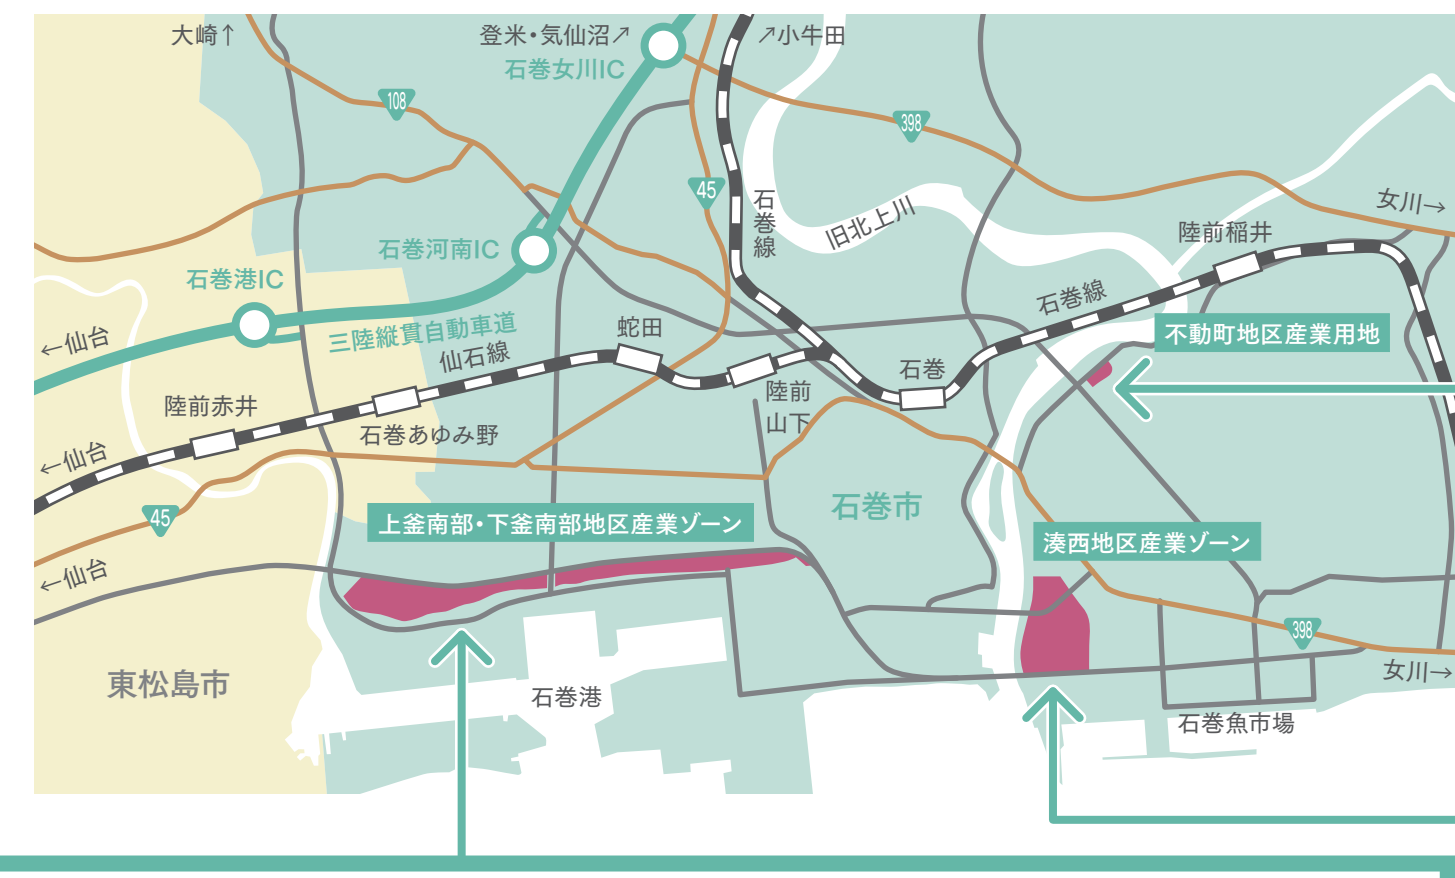 大崎↑
登米・気仙沼↗
↗小牛田
石巻女川IC
108
398
45
石巻線
旧北上川
女川→
陸前稲井
石巻河南IC
石巻港IC
石巻線
←仙台
三陸縦貫自動車道
蛇田
不動町地区産業用地
仙石線
石巻
陸前
山下
陸前赤井
石巻あゆみ野
←仙台
石巻市
45
上釜南部・下釜南部地区産業ゾーン
湊西地区産業ゾーン
←仙台
398
女川→
東松島市
石巻港
石巻魚市場